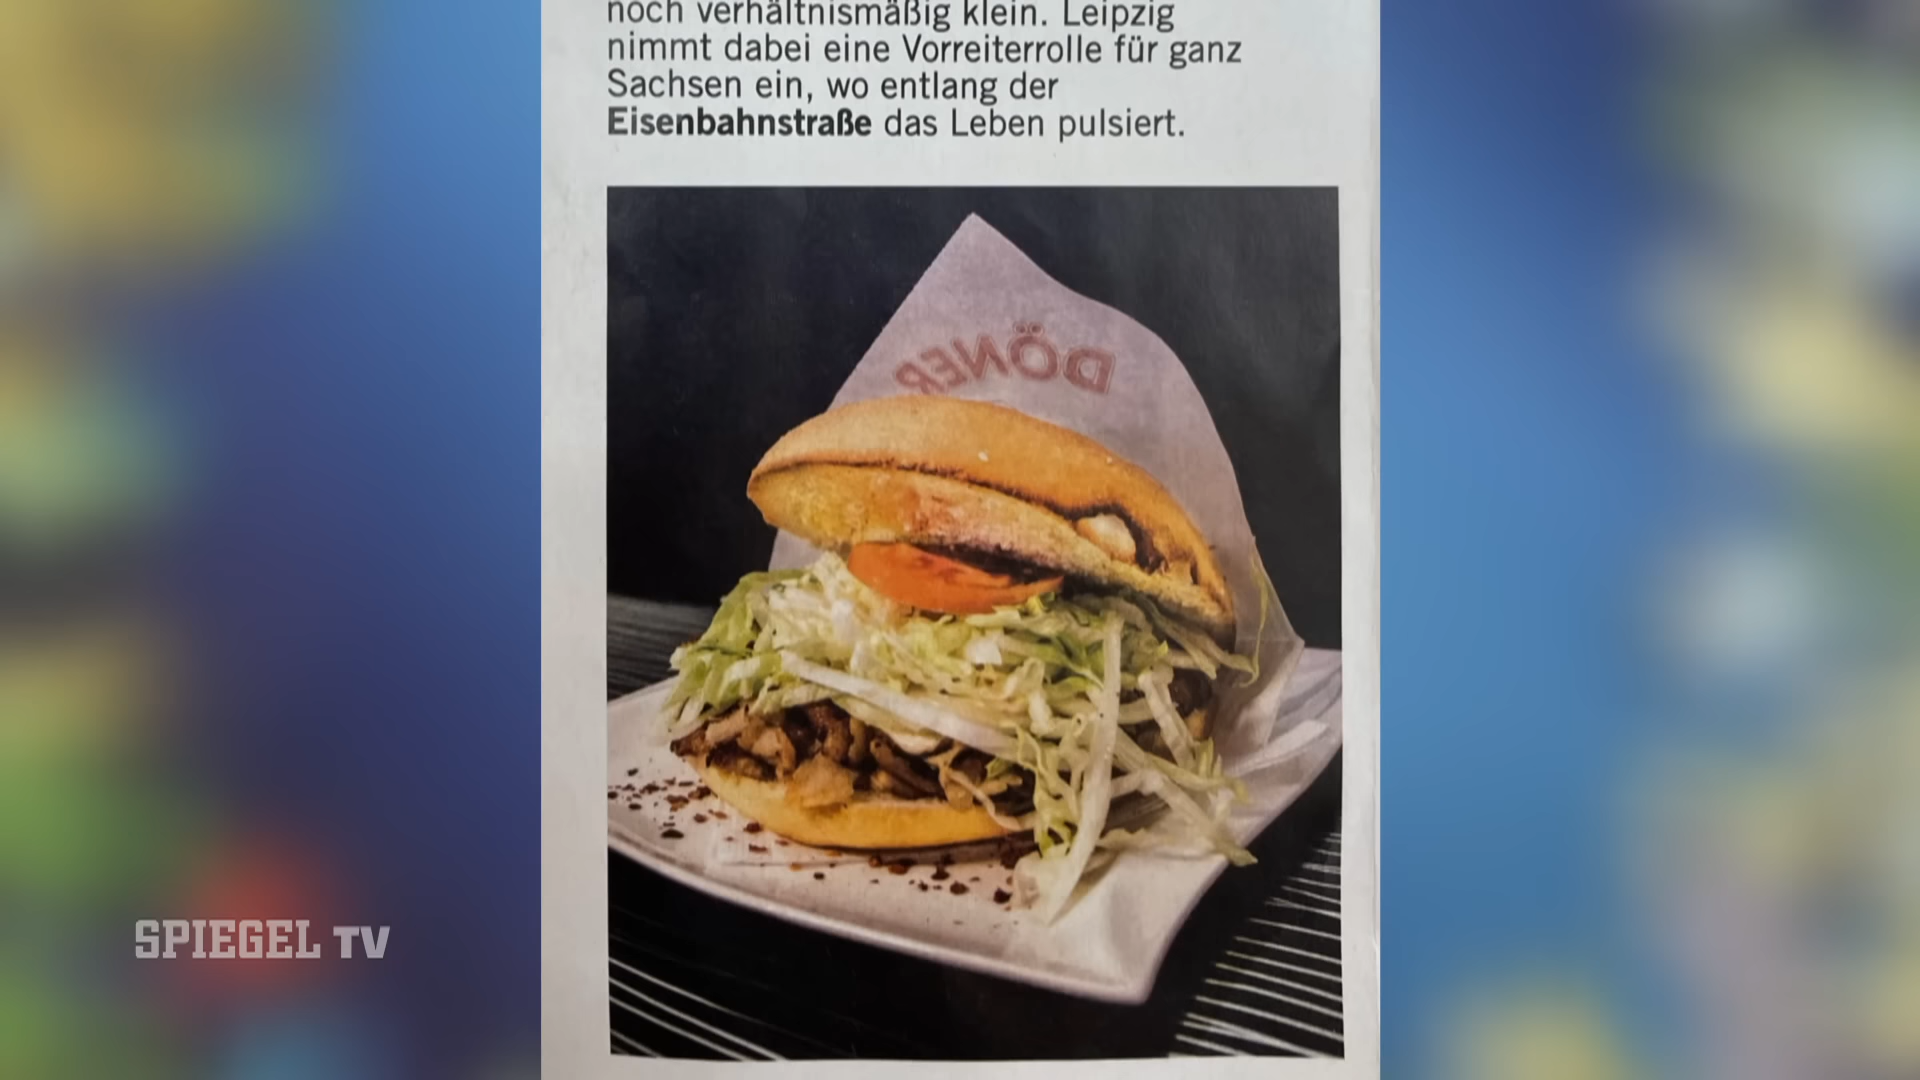 noch verhältnismäßig klein. Leipzig
nimmt dabei eine Vorreiterrolle für ganz
Sachsen ein, wo entlang der
Eisenbahnstraße das Leben pulsiert.
DÖNER
SPIEGEL TV